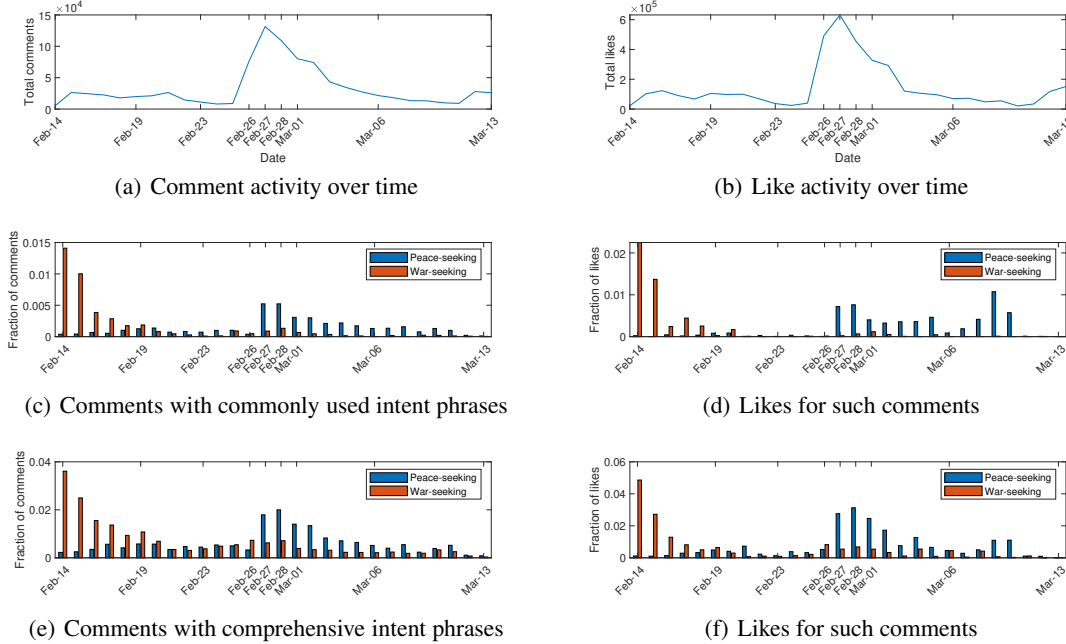 ×10⁴
15
10
5
0
Total comments
Feb-14
Feb-19
Feb-23
Feb-26
Feb-27
Feb-28
Mar-01
Mar-06
Mar-13
Date
(a) Comment activity over time
×10⁵
6
4
2
0
Total likes
Feb-14
Feb-19
Feb-23
Feb-26
Feb-27
Feb-28
Mar-01
Mar-06
Mar-13
Date
(b) Like activity over time
0.015
0.01
0.005
0
Fraction of comments
Peace-seeking
War-seeking
Feb-14
Feb-19
Feb-23
Feb-26
Feb-27
Feb-28
Mar-01
Mar-06
Mar-13
(c) Comments with commonly used intent phrases
0.02
0.01
0
Fraction of likes
Peace-seeking
War-seeking
Feb-14
Feb-19
Feb-23
Feb-26
Feb-27
Feb-28
Mar-01
Mar-06
Mar-13
(d) Likes for such comments
0.04
0.02
0
Fraction of comments
Peace-seeking
War-seeking
Feb-14
Feb-19
Feb-23
Feb-26
Feb-27
Feb-28
Mar-01
Mar-06
Mar-13
(e) Comments with comprehensive intent phrases
0.06
0.04
0.02
0
Fraction of likes
Peace-seeking
War-seeking
Feb-14
Feb-19
Feb-23
Feb-26
Feb-27
Feb-28
Mar-01
Mar-06
Mar-13
(f) Likes for such comments